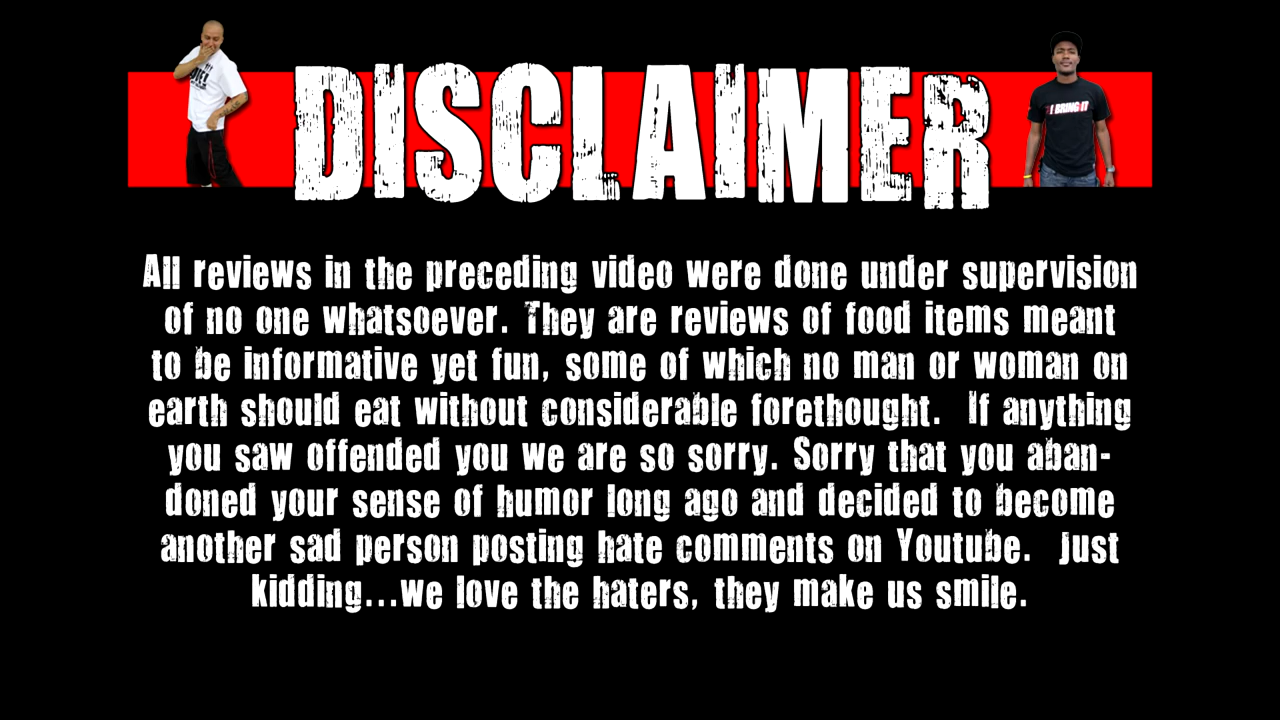 DISCLAIMER
I BRING IT
All reviews in the preceding video were done under supervision
of no one whatsoever. They are reviews of food items meant
to be informative yet fun, some of which no man or woman on
earth should eat without considerable forethought. If anything
you saw offended you we are so sorry. Sorry that you aban-
doned your sense of humor long ago and decided to become
another sad person posting hate comments on Youtube. Just
kidding...we love the haters, they make us smile.